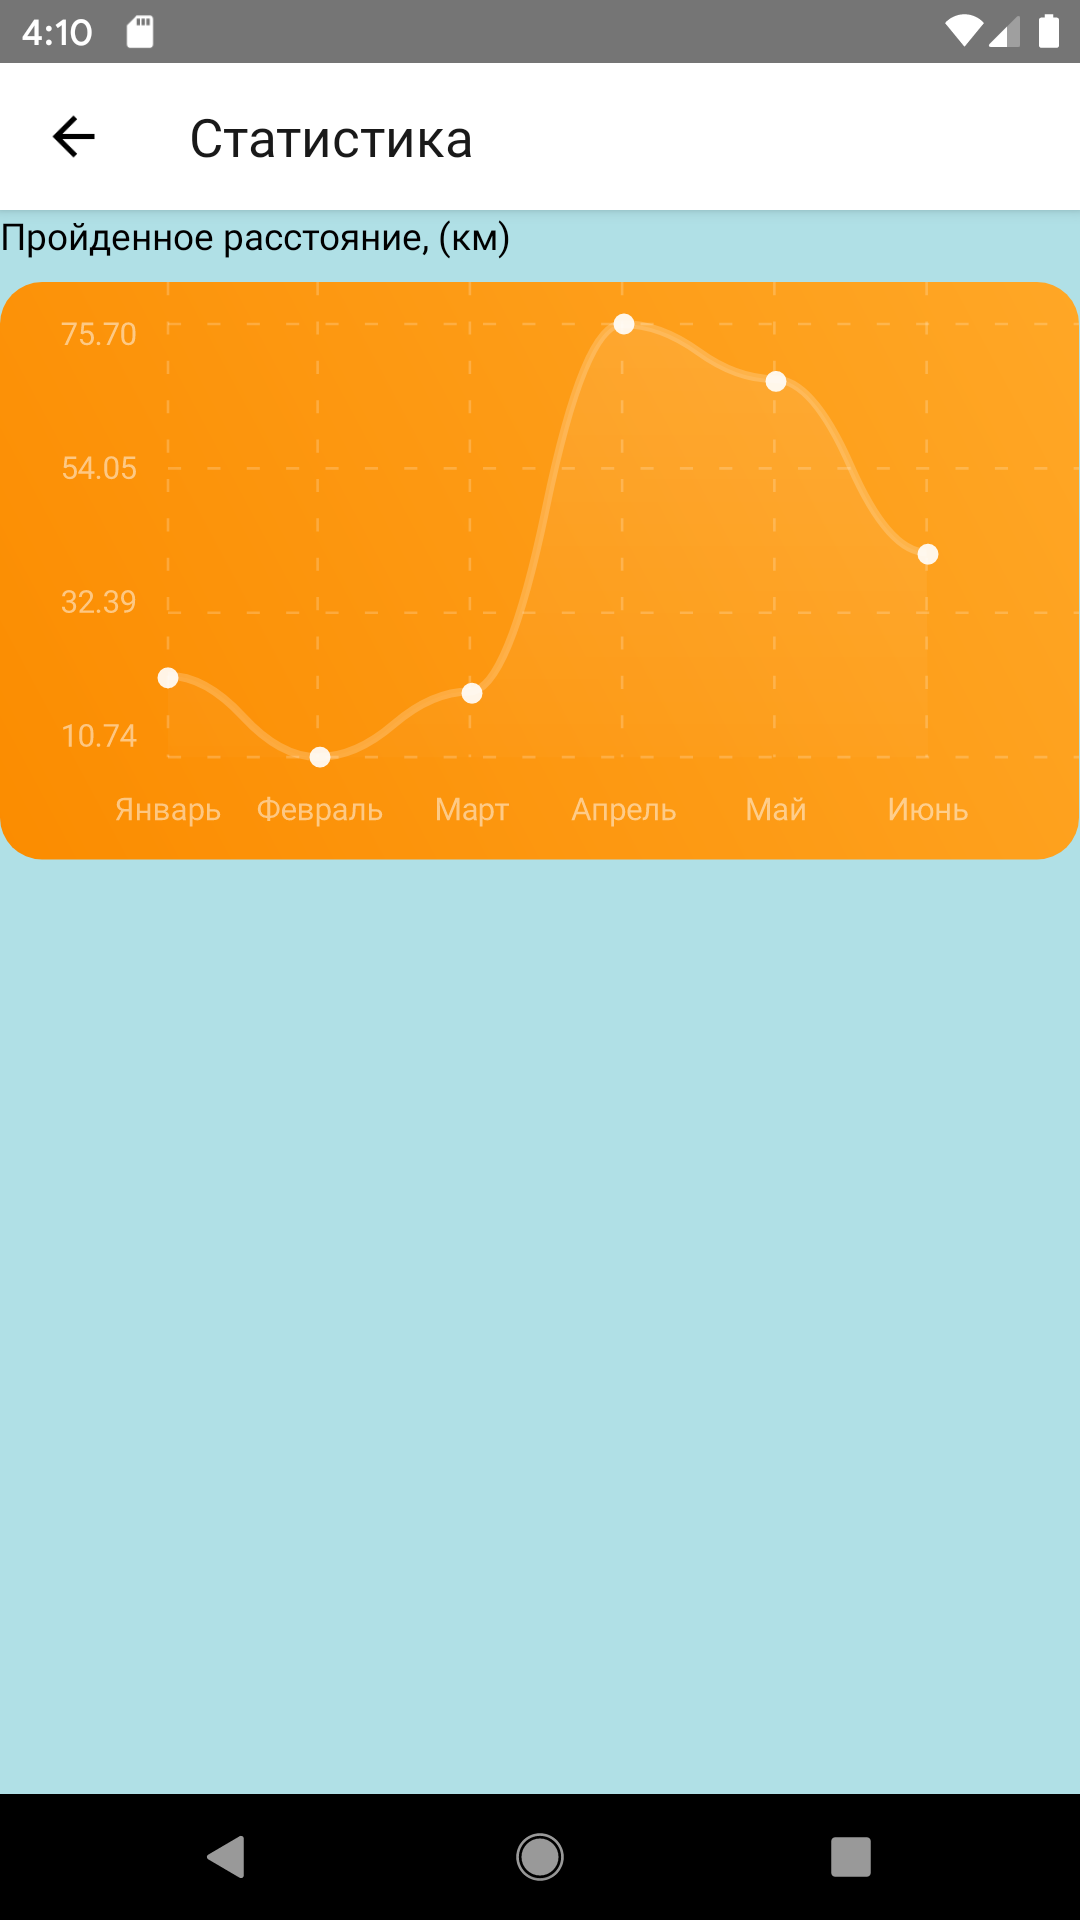 4:10
Статистика
Пройденное расстояние, (км)
75.70
54.05
32.39
10.74
Январь Февраль Март Апрель Май Июнь